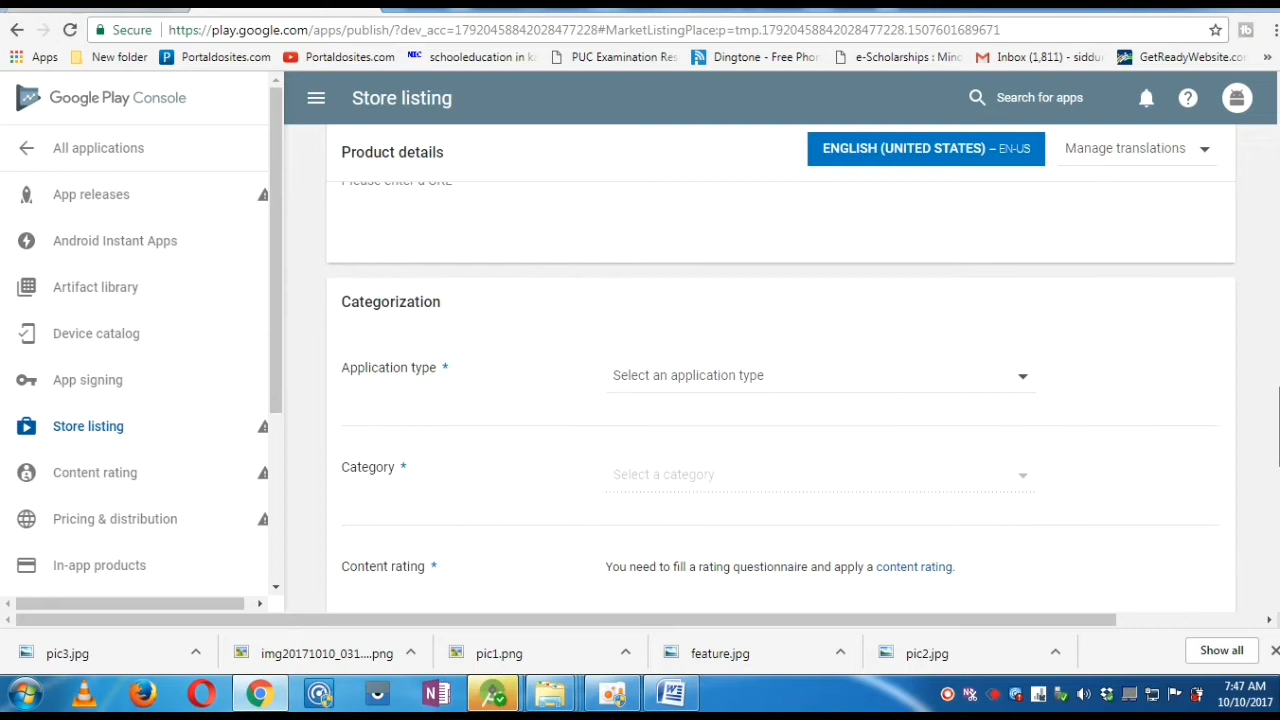 Secure https://play.google.com/apps/publish/?dev_acc=17920458842028477228#MarketListingPlace:p=tmp.17920458842028477228.1507601689671
Apps New folder Portaldosites.com Portaldosites.com NIC schooleducation in ka PUC Examination Res Dingtone - Free Phor e-Scholarships : Mino Inbox (1,811) - siddu GetReadyWebsite.co »
Google Play Console
Store listing
Search for apps
All applications
Product details
ENGLISH (UNITED STATES) – EN-US
Manage translations
Please enter a URL
App releases
Android Instant Apps
Artifact library
Device catalog
App signing
Store listing
Content rating
Pricing & distribution
In-app products
Categorization
Application type *
Select an application type
Category *
Select a category
Content rating *
You need to fill a rating questionnaire and apply a content rating.
pic3.jpg
img20171010_031....png
pic1.png
feature.jpg
pic2.jpg
Show all
7:47 AM
10/10/2017